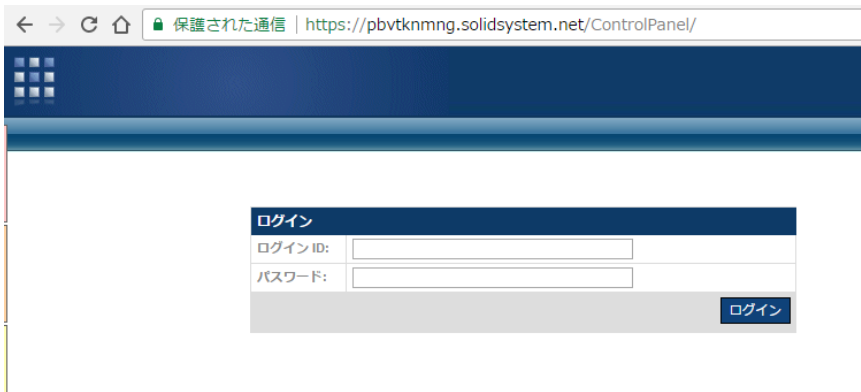 保護された通信 | https://pbvtknmng.solidsystem.net/ControlPanel/
ログイン
ログイン ID:
パスワード:
ログイン